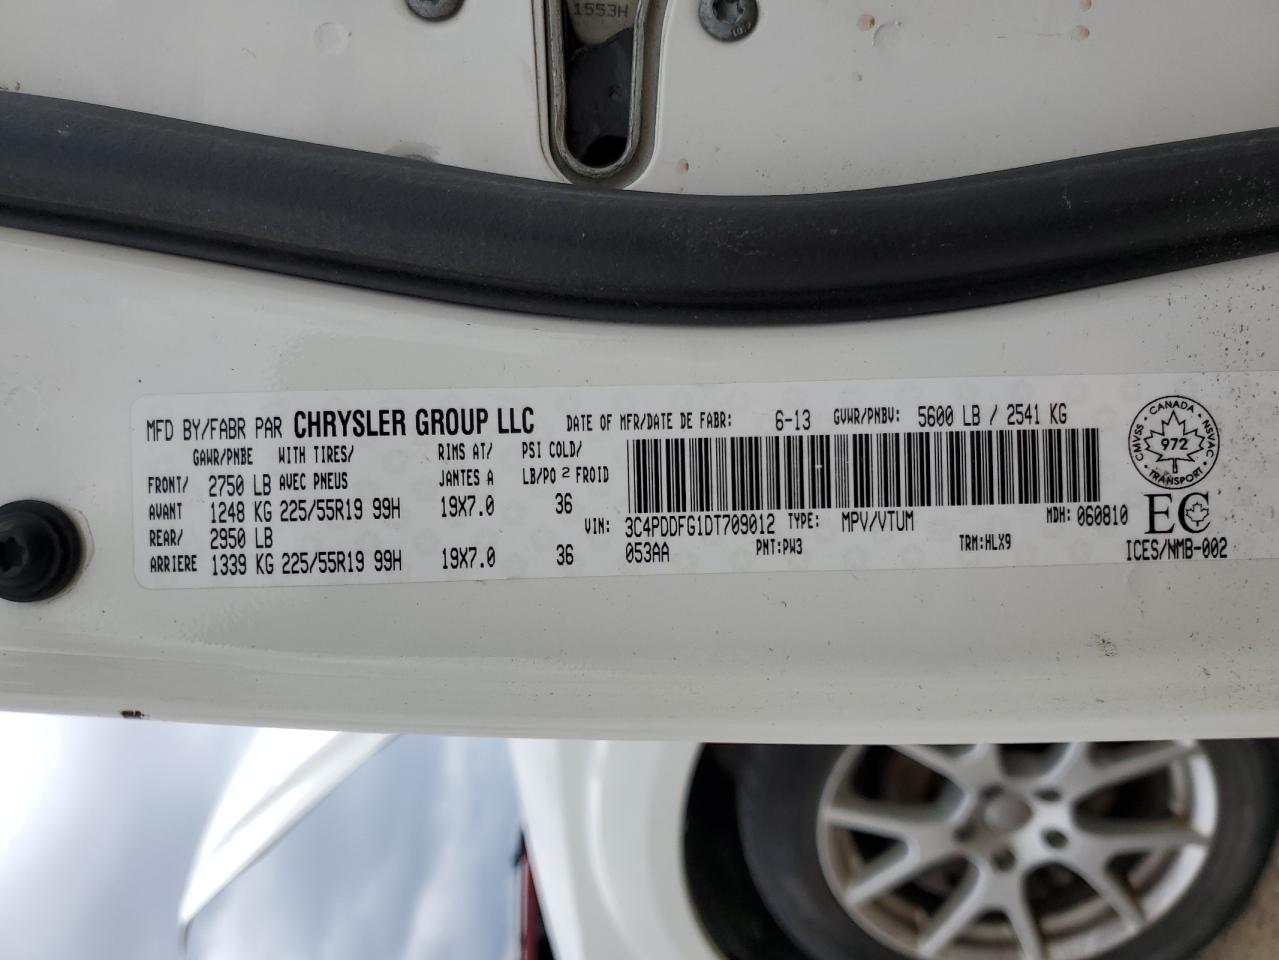 1553H
MFD BY/FABR PAR CHRYSLER GROUP LLC DATE OF MFR/DATE DE FABR: 6-13 GVWR/PNBV: 5600 LB / 2541 KG
GAWR/PNBE WITH TIRES/ RIMS AT/ PSI COLD/
FRONT/ 2750 LB AVEC PNEUS JANTES A LB/PO 2 FROID
AVANT 1248 KG 225/55R19 99H 19X7.0 36
REAR/ 2950 LB VIN: 3C4PDDFG1DT709012 TYPE: MPV/VTUM MDH: 060810
ARRIERE 1339 KG 225/55R19 99H 19X7.0 36 053AA PNT:PW3 TRM:HLX9
CANADA
CMVSS 972 NSVAC
TRANSPORT
EC
ICES/NMB-002